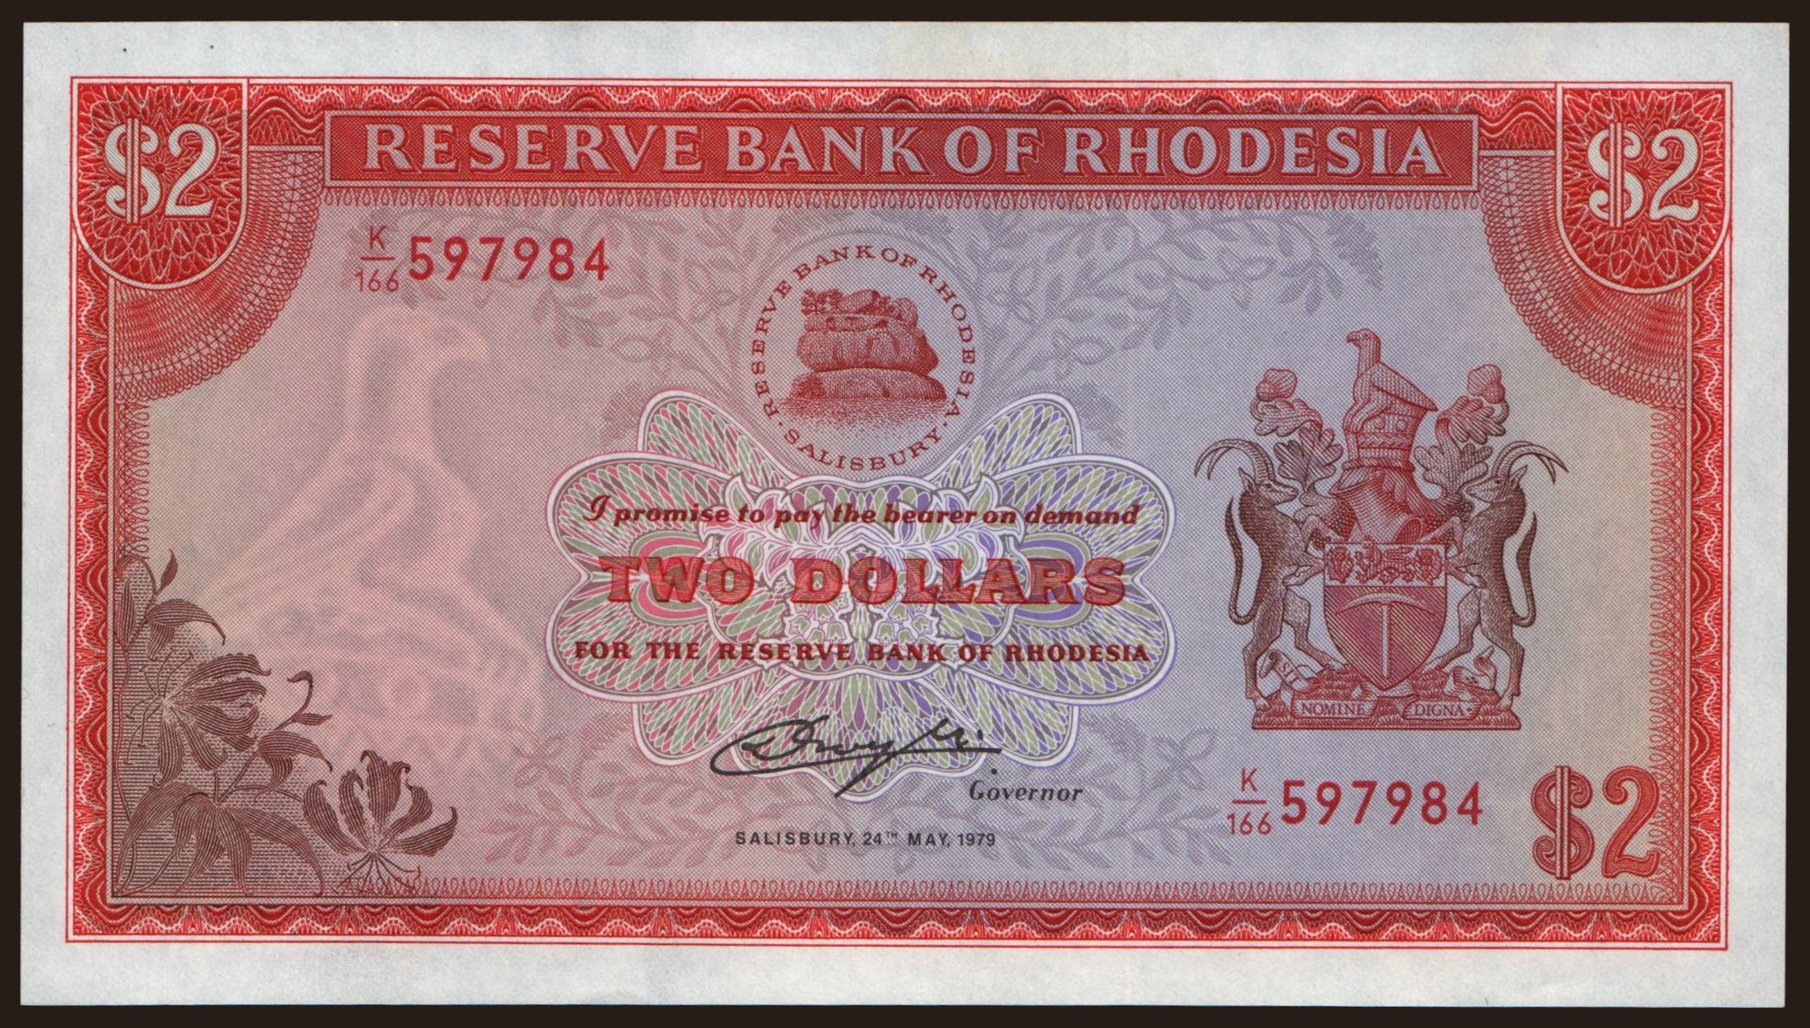 $2
RESERVE BANK OF RHODESIA
$2
K/166 597984
RESERVE BANK OF RHODESIA
· SALISBURY ·
I promise to pay the bearer on demand
TWO DOLLARS
FOR THE RESERVE BANK OF RHODESIA
SIT
NOMINE DIGNA
Governor
K/166 597984
$2
SALISBURY, 24TH MAY, 1979